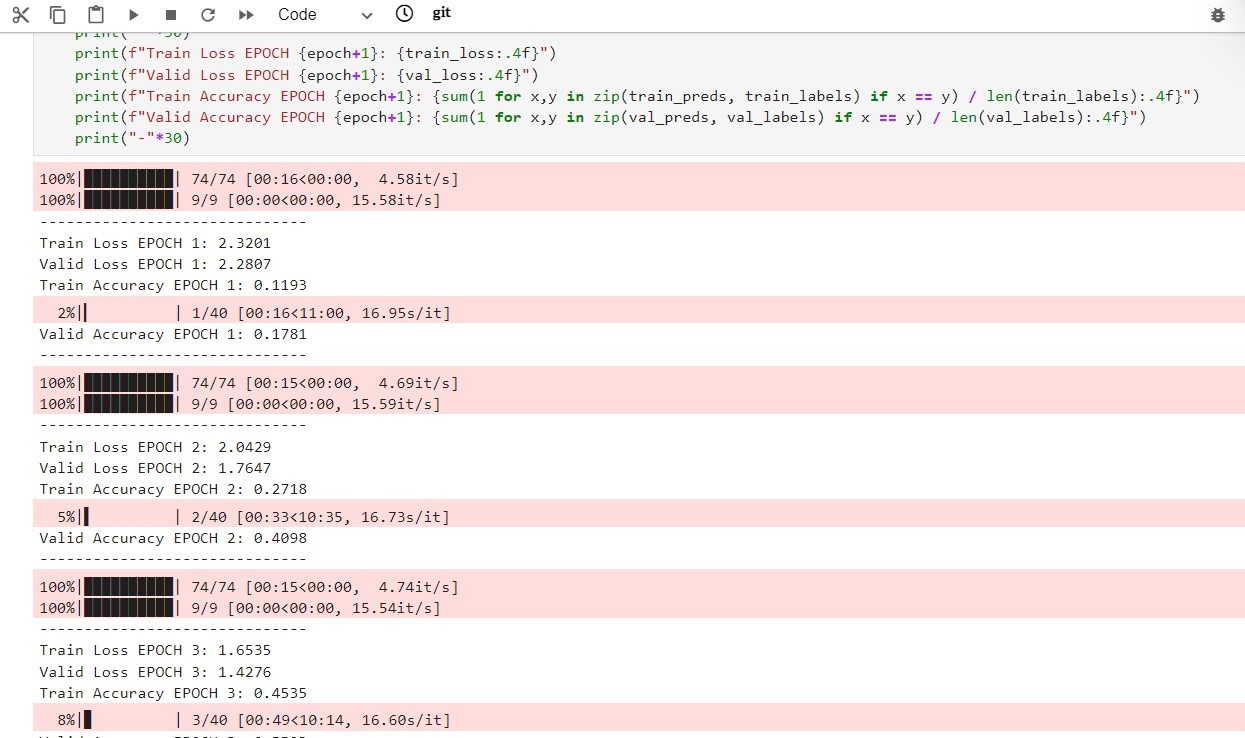 Code git
print(f"Train Loss EPOCH {epoch+1}: {train_loss:.4f}")
print(f"Valid Loss EPOCH {epoch+1}: {val_loss:.4f}")
print(f"Train Accuracy EPOCH {epoch+1}: {sum(1 for x,y in zip(train_preds, train_labels) if x == y) / len(train_labels):.4f}")
print(f"Valid Accuracy EPOCH {epoch+1}: {sum(1 for x,y in zip(val_preds, val_labels) if x == y) / len(val_labels):.4f}")
print("-"*30)
100%|██████████| 74/74 [00:16<00:00,  4.58it/s]
100%|██████████| 9/9 [00:00<00:00, 15.58it/s]
------------------------------
Train Loss EPOCH 1: 2.3201
Valid Loss EPOCH 1: 2.2807
Train Accuracy EPOCH 1: 0.1193
2%|▎         | 1/40 [00:16<11:00, 16.95s/it]
Valid Accuracy EPOCH 1: 0.1781
------------------------------
100%|██████████| 74/74 [00:15<00:00,  4.69it/s]
100%|██████████| 9/9 [00:00<00:00, 15.59it/s]
------------------------------
Train Loss EPOCH 2: 2.0429
Valid Loss EPOCH 2: 1.7647
Train Accuracy EPOCH 2: 0.2718
5%|▌         | 2/40 [00:33<10:35, 16.73s/it]
Valid Accuracy EPOCH 2: 0.4098
------------------------------
100%|██████████| 74/74 [00:15<00:00,  4.74it/s]
100%|██████████| 9/9 [00:00<00:00, 15.54it/s]
------------------------------
Train Loss EPOCH 3: 1.6535
Valid Loss EPOCH 3: 1.4276
Train Accuracy EPOCH 3: 0.4535
8%|▊         | 3/40 [00:49<10:14, 16.60s/it]